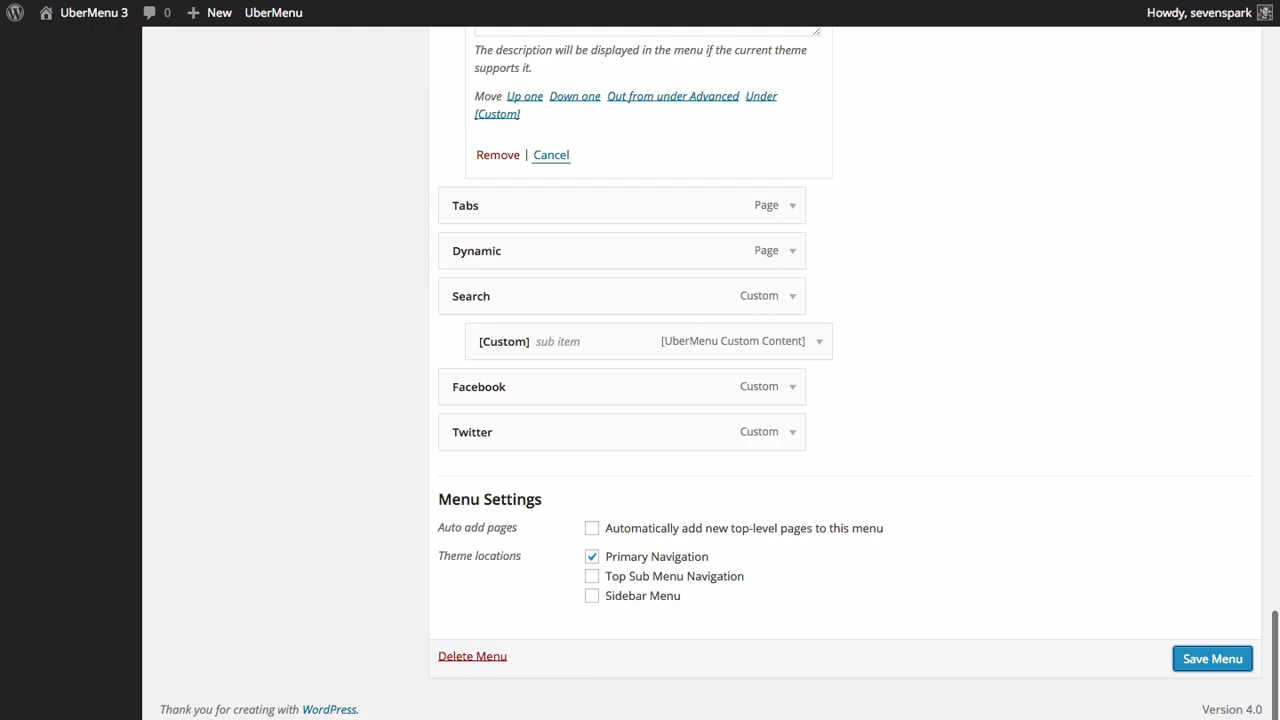 UberMenu 3 0 New UberMenu Howdy, sevenspark
The description will be displayed in the menu if the current theme
supports it.
Move Up one Down one Out from under Advanced Under
[Custom]
Remove | Cancel
Tabs Page
Dynamic Page
Search Custom
[Custom] sub item [UberMenu Custom Content]
Facebook Custom
Twitter Custom
Menu Settings
Auto add pages Automatically add new top-level pages to this menu
Theme locations Primary Navigation
Top Sub Menu Navigation
Sidebar Menu
Delete Menu Save Menu
Thank you for creating with WordPress. Version 4.0